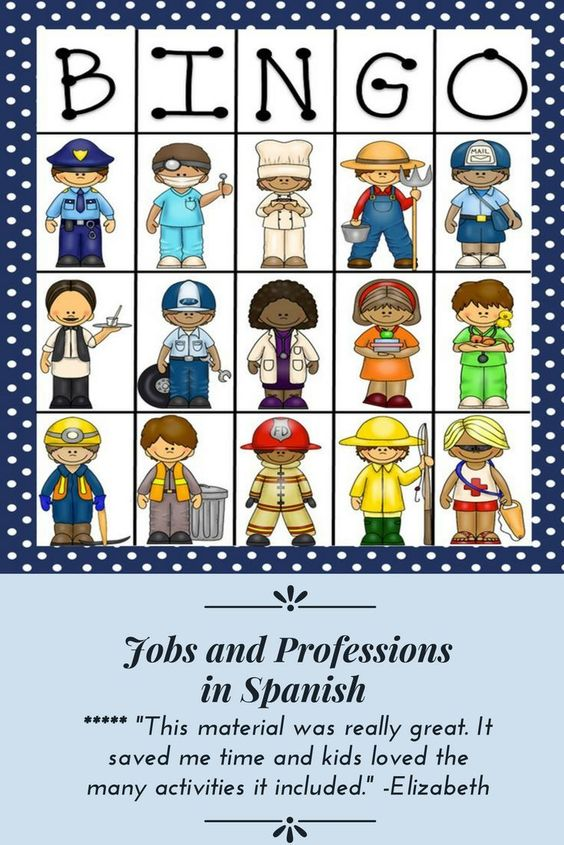 BINGO
MAIL
FD
Jobs and Professions
in Spanish
***** "This material was really great. It
saved me time and kids loved the
many activities it included." -Elizabeth